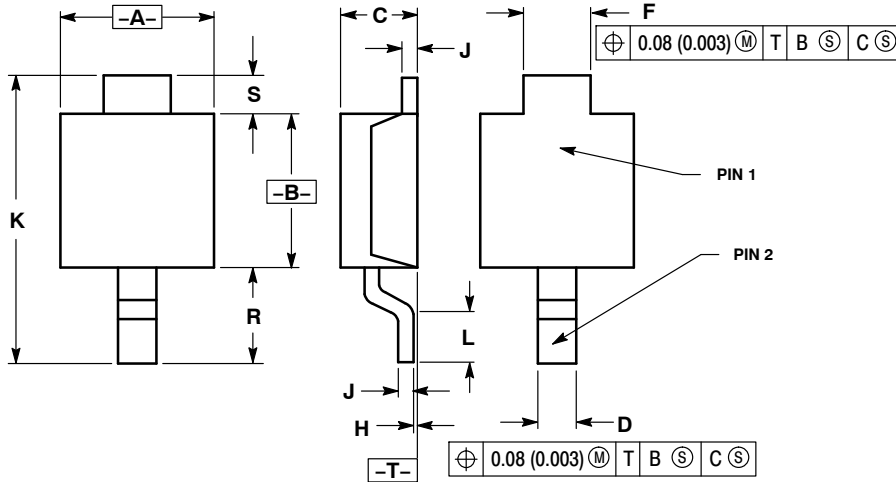 –A–
C
F
⌖ 0.08 (0.003) Ⓜ T B Ⓢ C Ⓢ
J
S
K
–B–
PIN 1
PIN 2
R
L
J
H
D
⌖ 0.08 (0.003) Ⓜ T B Ⓢ C Ⓢ
–T–